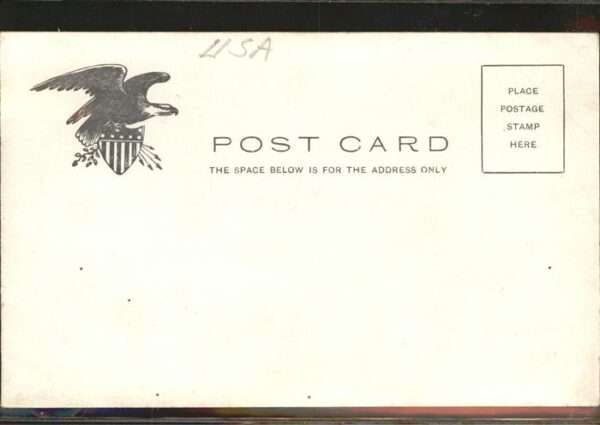 USA
POST CARD
THE SPACE BELOW IS FOR THE ADDRESS ONLY
PLACE
POSTAGE
STAMP
HERE